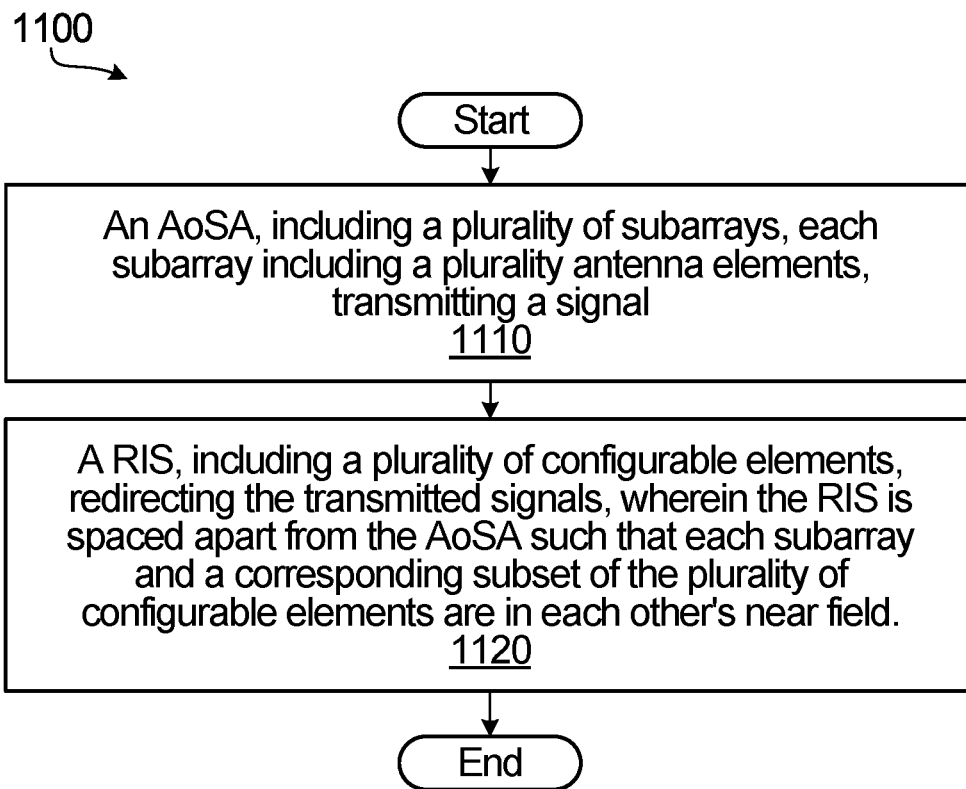 1100
Start
An AoSA, including a plurality of subarrays, each
subarray including a plurality antenna elements,
transmitting a signal
1110
A RIS, including a plurality of configurable elements,
redirecting the transmitted signals, wherein the RIS is
spaced apart from the AoSA such that each subarray
and a corresponding subset of the plurality of
configurable elements are in each other's near field.
1120
End